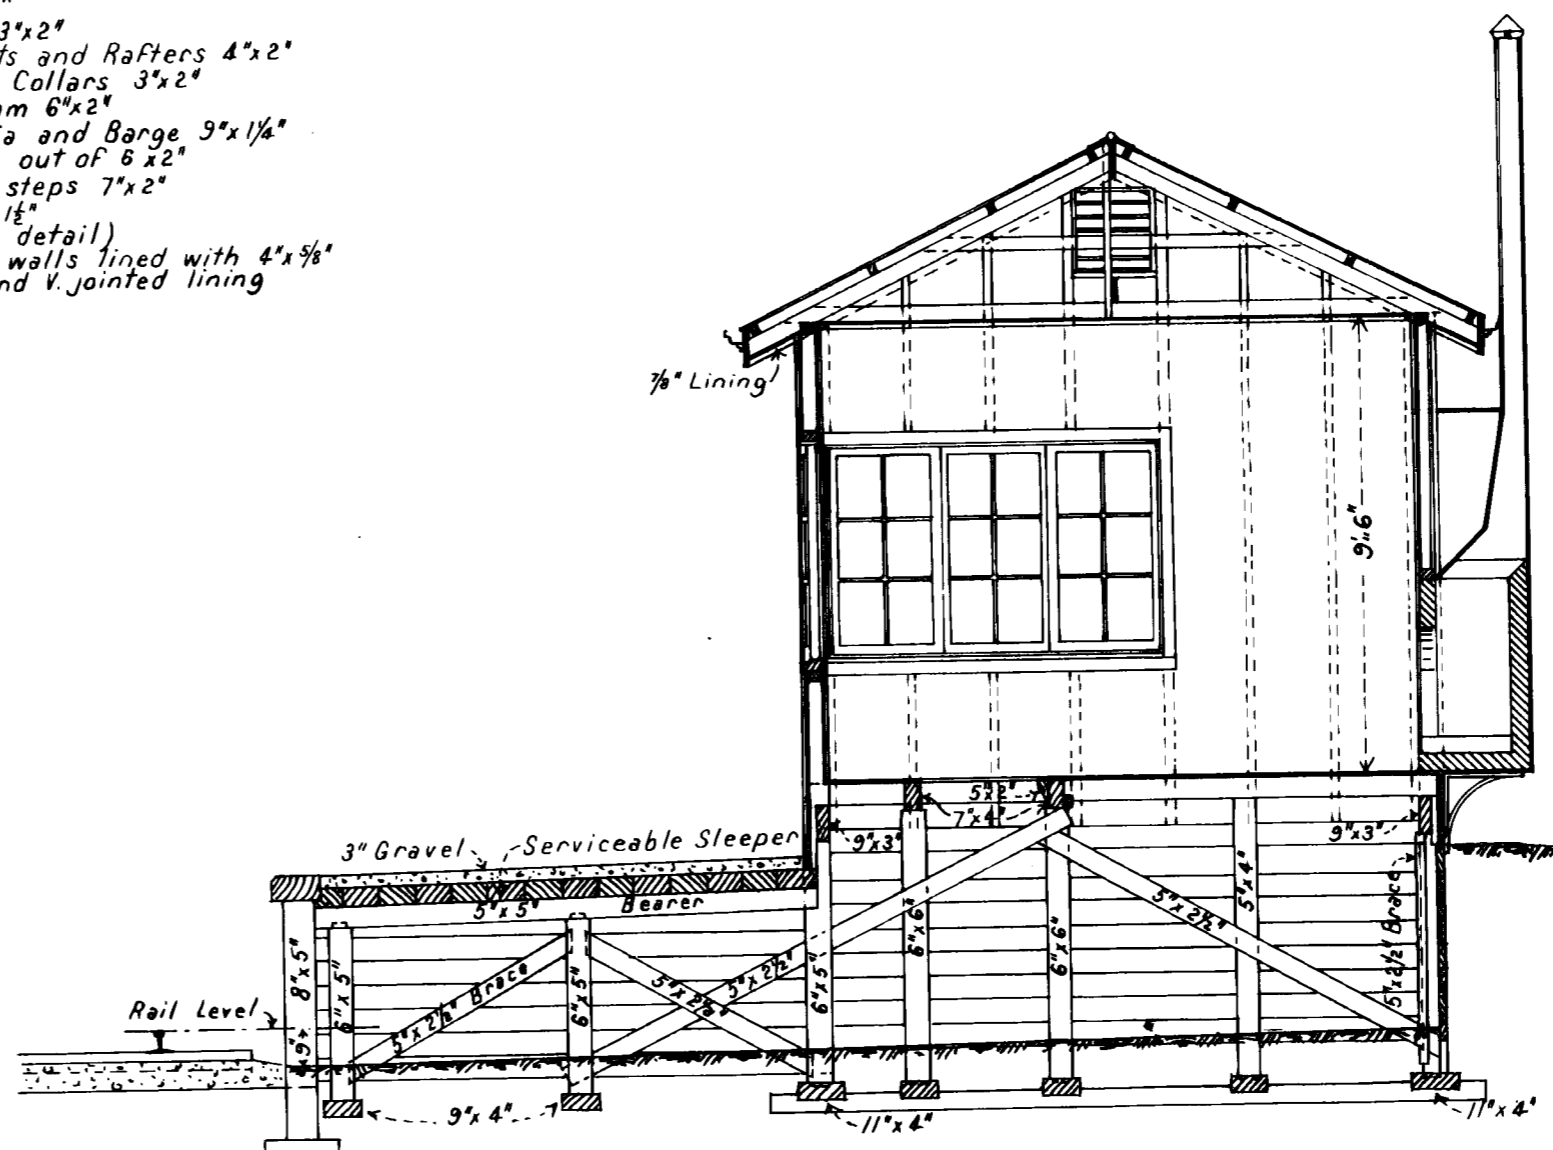 3"x2"
ts and Rafters 4"x2"
Collars 3"x2"
am 6"x2"
ia and Barge 9"x1¼"
out of 6x2"
steps 7"x2"
1½"
detail)
walls lined with 4"x⅝"
nd V. jointed lining
⅞" Lining
9'.6"
5"x2"
7"x4"
9"x3"
9"x3"
3" Gravel
Serviceable Sleeper
5"x5" Bearer
8"x5"
6"x5"
5"x2½" Brace
6"x5"
5"x2½"
5"x2½"
6"x5"
6"x6"
6"x6"
5"x2½"
5"x4"
5"x2½" Brace
Rail Level
9"x4"
11"x4"
11"x4"